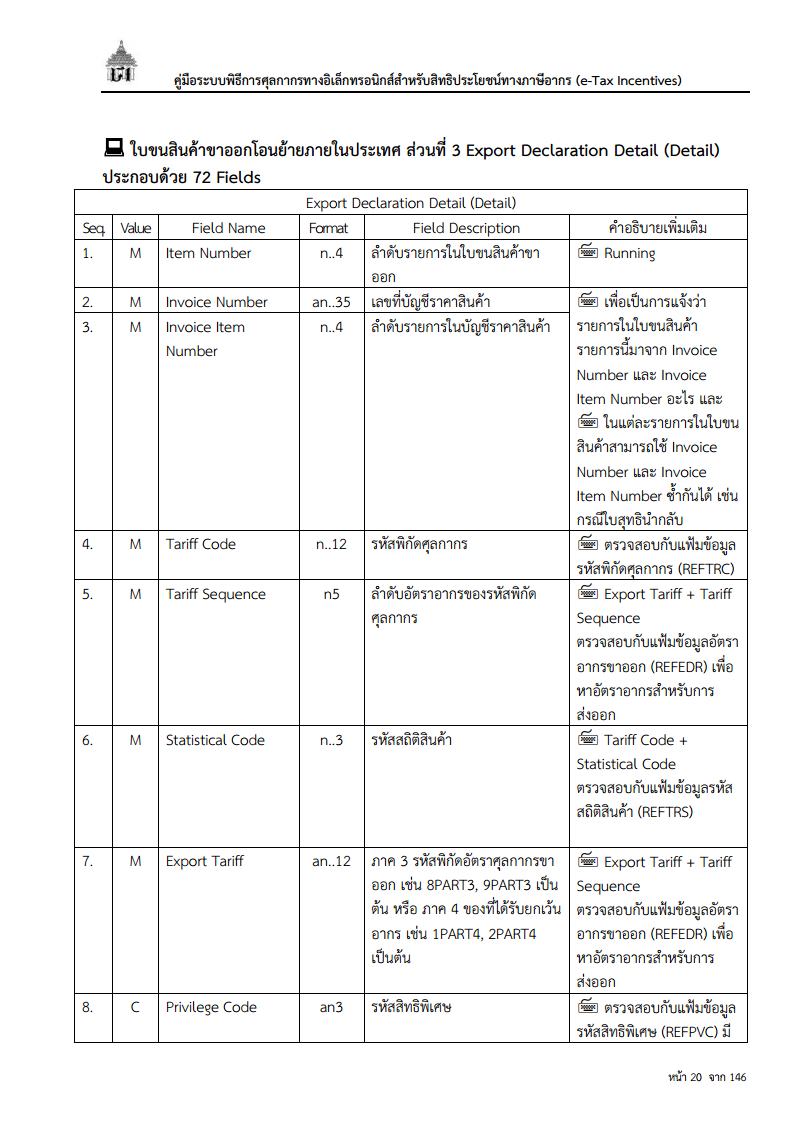 คู่มือระบบพิธีการศุลกากรทางอิเล็กทรอนิกส์สำหรับสิทธิประโยชน์ทางภาษีอากร (e-Tax Incentives)
ใบขนสินค้าขาออกโอนย้ายภายในประเทศ ส่วนที่ 3 Export Declaration Detail (Detail)
ประกอบด้วย 72 Fields
Export Declaration Detail (Detail)
Seq. Value Field Name Format Field Description คำอธิบายเพิ่มเติม
1. M Item Number n..4 ลำดับรายการในใบขนสินค้าขา Running
ออก
2. M Invoice Number an..35 เลขที่บัญชีราคาสินค้า เพื่อเป็นการแจ้งว่า
3. M Invoice Item n..4 ลำดับรายการในบัญชีราคาสินค้า รายการในใบขนสินค้า
Number รายการนี้มาจาก Invoice
Number และ Invoice
Item Number อะไร และ
ในแต่ละรายการในใบขน
สินค้าสามารถใช้ Invoice
Number และ Invoice
Item Number ซ้ำกันได้ เช่น
กรณีใบสุทธินำกลับ
4. M Tariff Code n..12 รหัสพิกัดศุลกากร ตรวจสอบกับแฟ้มข้อมูล
รหัสพิกัดศุลกากร (REFTRC)
5. M Tariff Sequence n5 ลำดับอัตราอากรของรหัสพิกัด Export Tariff + Tariff
ศุลกากร Sequence
ตรวจสอบกับแฟ้มข้อมูลอัตรา
อากรขาออก (REFEDR) เพื่อ
หาอัตราอากรสำหรับการ
ส่งออก
6. M Statistical Code n..3 รหัสสถิติสินค้า Tariff Code +
Statistical Code
ตรวจสอบกับแฟ้มข้อมูลรหัส
สถิติสินค้า (REFTRS)
7. M Export Tariff an..12 ภาค 3 รหัสพิกัดอัตราศุลกากรขา Export Tariff + Tariff
ออก เช่น 8PART3, 9PART3 เป็น Sequence
ต้น หรือ ภาค 4 ของที่ได้รับยกเว้น ตรวจสอบกับแฟ้มข้อมูลอัตรา
อากร เช่น 1PART4, 2PART4 อากรขาออก (REFEDR) เพื่อ
เป็นต้น หาอัตราอากรสำหรับการ
ส่งออก
8. C Privilege Code an3 รหัสสิทธิพิเศษ ตรวจสอบกับแฟ้มข้อมูล
รหัสสิทธิพิเศษ (REFPVC) มี
หน้า 20 จาก 146